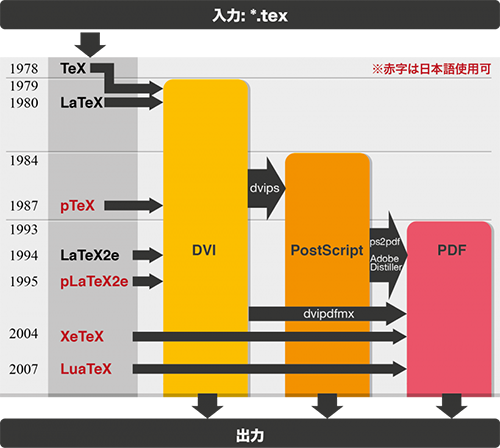 入力: *.tex
※赤字は日本語使用可
1978 TeX
1979
1980 LaTeX
1984
dvips
1987 pTeX
1993
1994 LaTeX2e
DVI
PostScript
ps2pdf
Adobe
Distiller
PDF
1995 pLaTeX2e
dvipdfmx
2004 XeTeX
2007 LuaTeX
出力